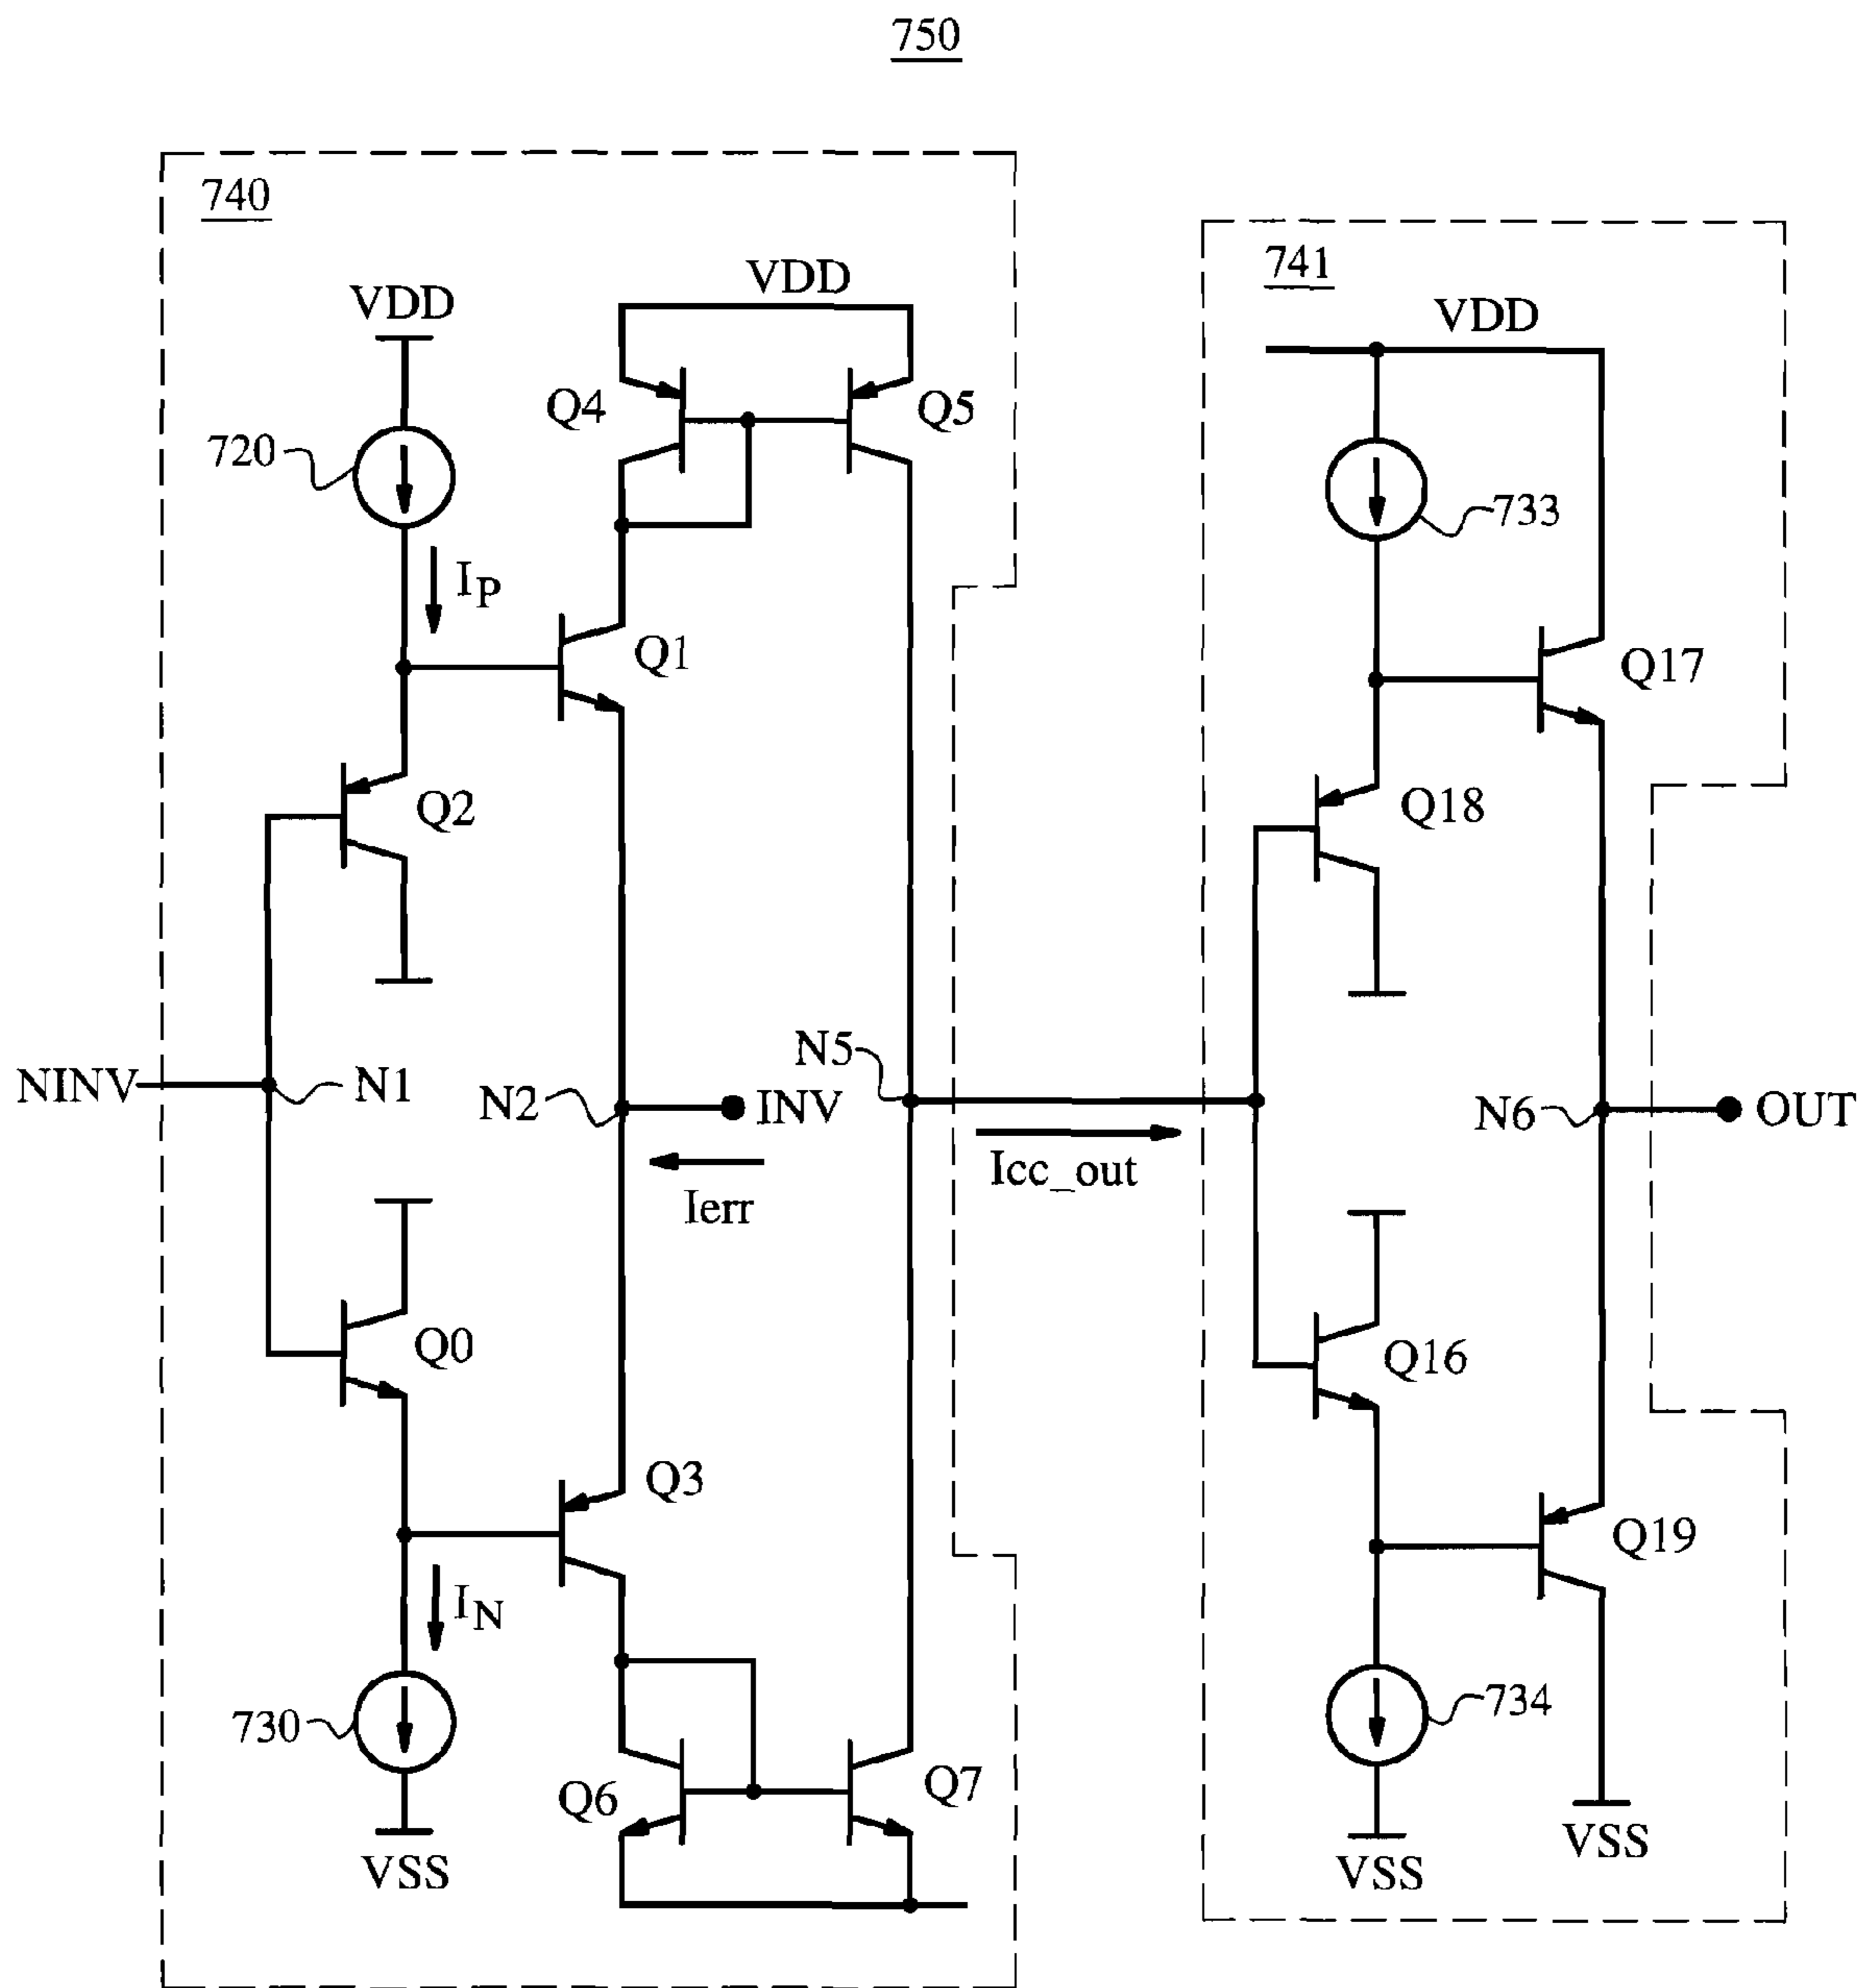 750
740
741
VDD
VDD
VDD
Q4
Q5
720
733
IP
Q1
Q17
Q2
Q18
N5
NINV
N1
N2
INV
N6
OUT
Icc_out
Ierr
Q0
Q16
Q3
Q19
IN
730
734
Q6
Q7
VSS
VSS
VSS